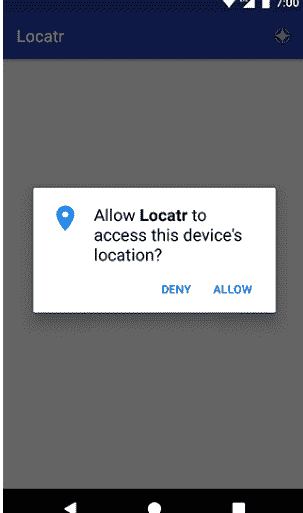 7:00
Locatr
Allow Locatr to
access this device's
location?
DENY ALLOW